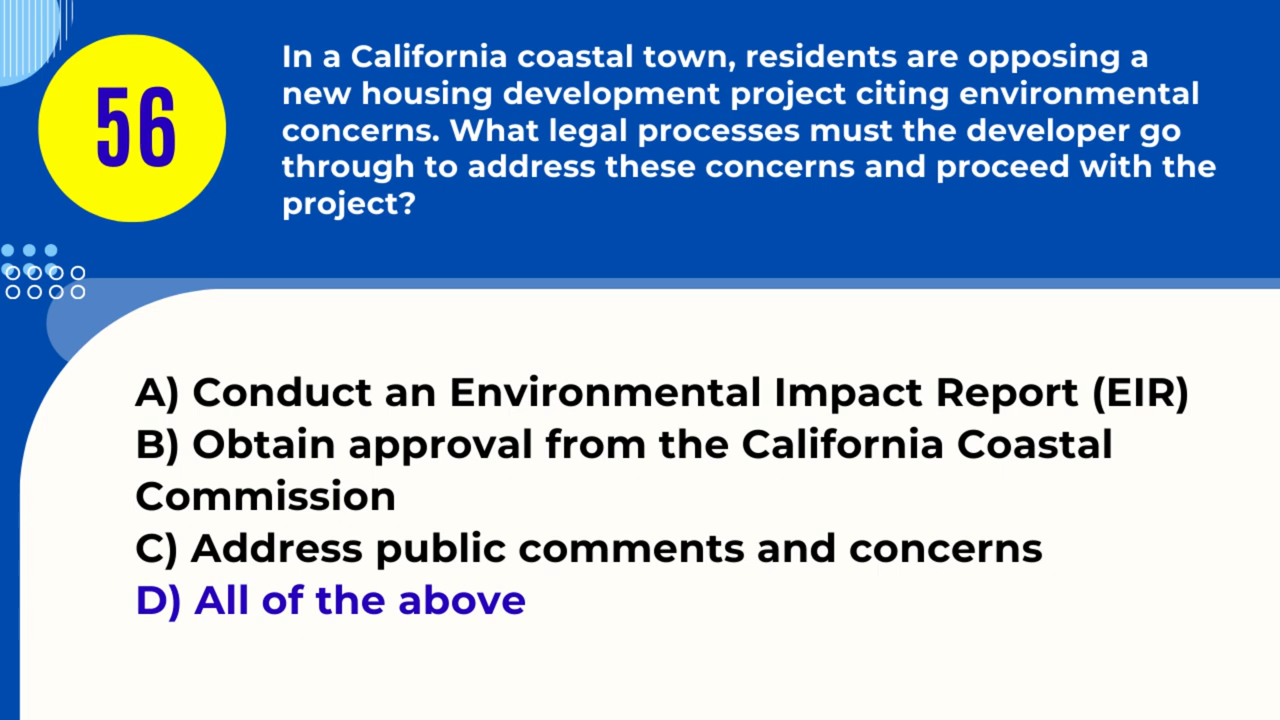 56
In a California coastal town, residents are opposing a
new housing development project citing environmental
concerns. What legal processes must the developer go
through to address these concerns and proceed with the
project?
A) Conduct an Environmental Impact Report (EIR)
B) Obtain approval from the California Coastal
Commission
C) Address public comments and concerns
D) All of the above